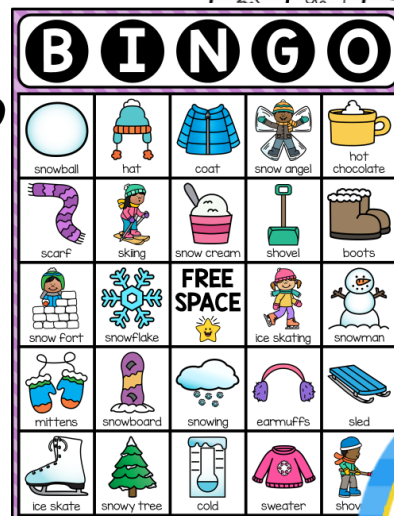 B I N G O
snowball hat coat snow angel hot chocolate
scarf skiing snow cream shovel boots
snow fort snowflake FREE SPACE ice skating snowman
mittens snowboard snowing earmuffs sled
ice skate snowy tree cold sweater